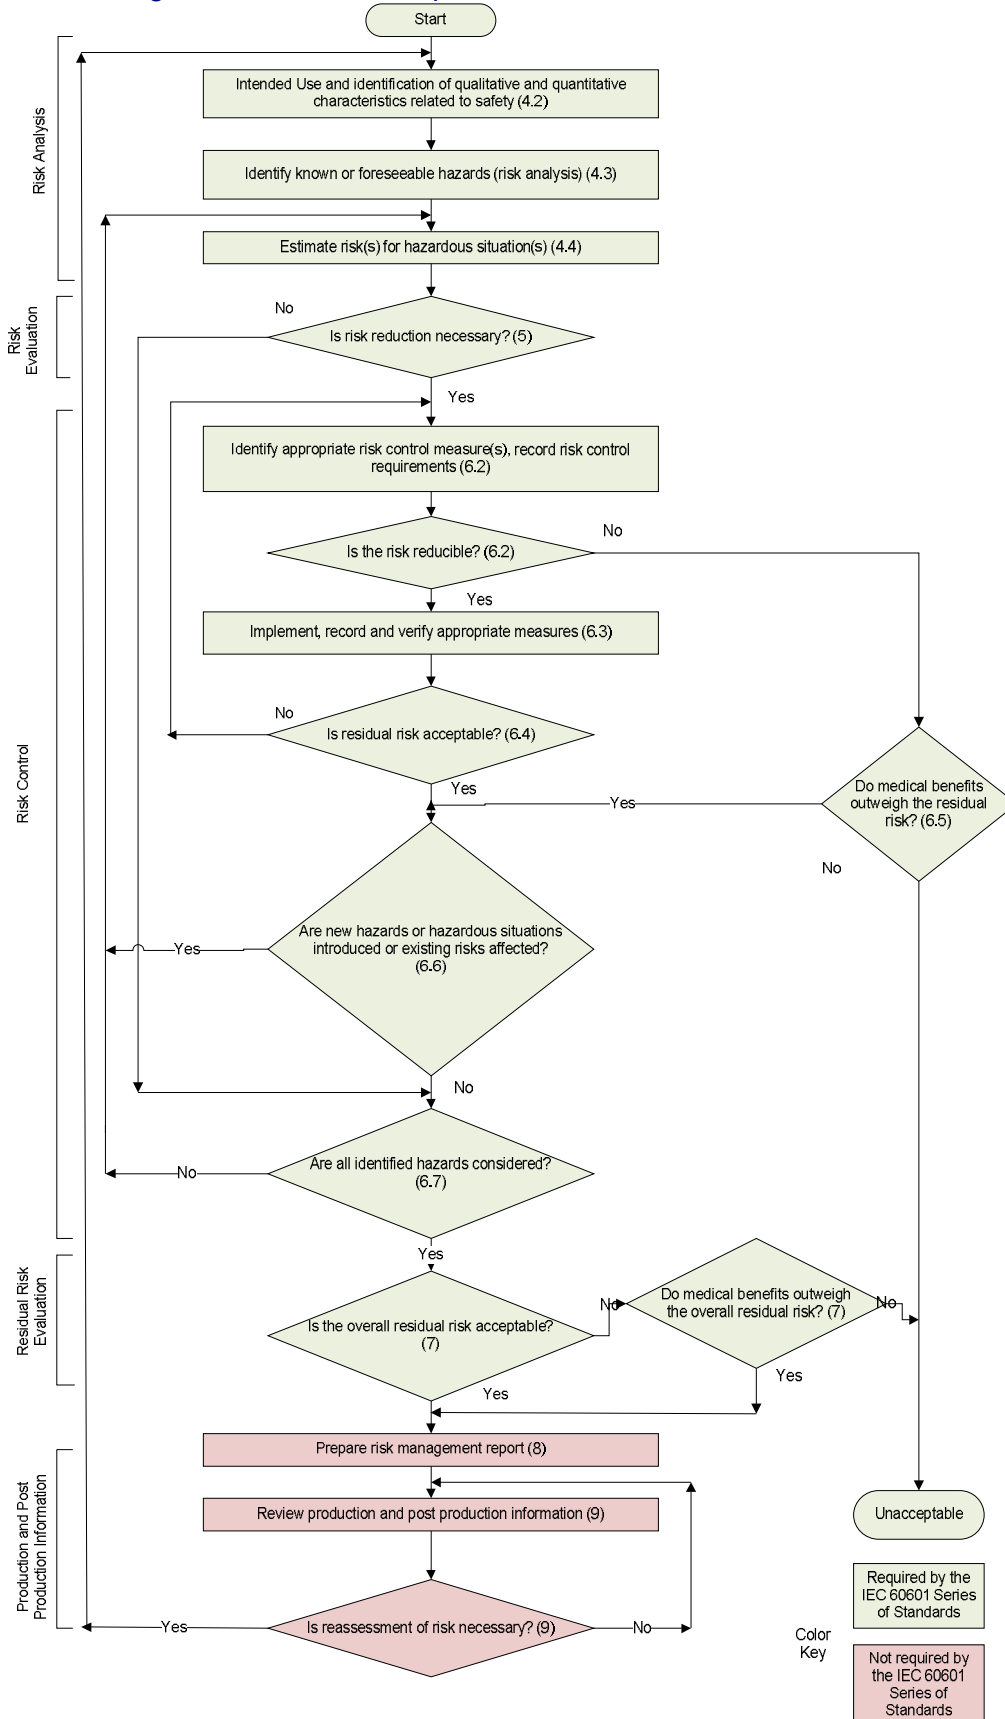 Start
Risk Analysis
Intended Use and identification of qualitative and quantitative
characteristics related to safety (4.2)
Identify known or foreseeable hazards (risk analysis) (4.3)
Estimate risk(s) for hazardous situation(s) (4.4)
Risk
Evaluation
No
Is risk reduction necessary? (5)
Yes
Risk Control
Identify appropriate risk control measure(s), record risk control
requirements (6.2)
No
Is the risk reducible? (6.2)
Yes
Implement, record and verify appropriate measures (6.3)
No
Is residual risk acceptable? (6.4)
Yes
Yes
Do medical benefits
outweigh the residual
risk? (6.5)
No
Are new hazards or hazardous situations
introduced or existing risks affected?
(6.6)
Yes
No
Are all identified hazards considered?
(6.7)
No
Yes
Residual Risk
Evaluation
Is the overall residual risk acceptable?
(7)
No
Do medical benefits outweigh
the overall residual risk? (7)
No
Yes
Yes
Production and Post
Production Information
Prepare risk management report (8)
Review production and post production information (9)
Is reassessment of risk necessary? (9)
Yes
No
Unacceptable
Color
Key
Required by the
IEC 60601 Series
of Standards
Not required by
the IEC 60601
Series of
Standards